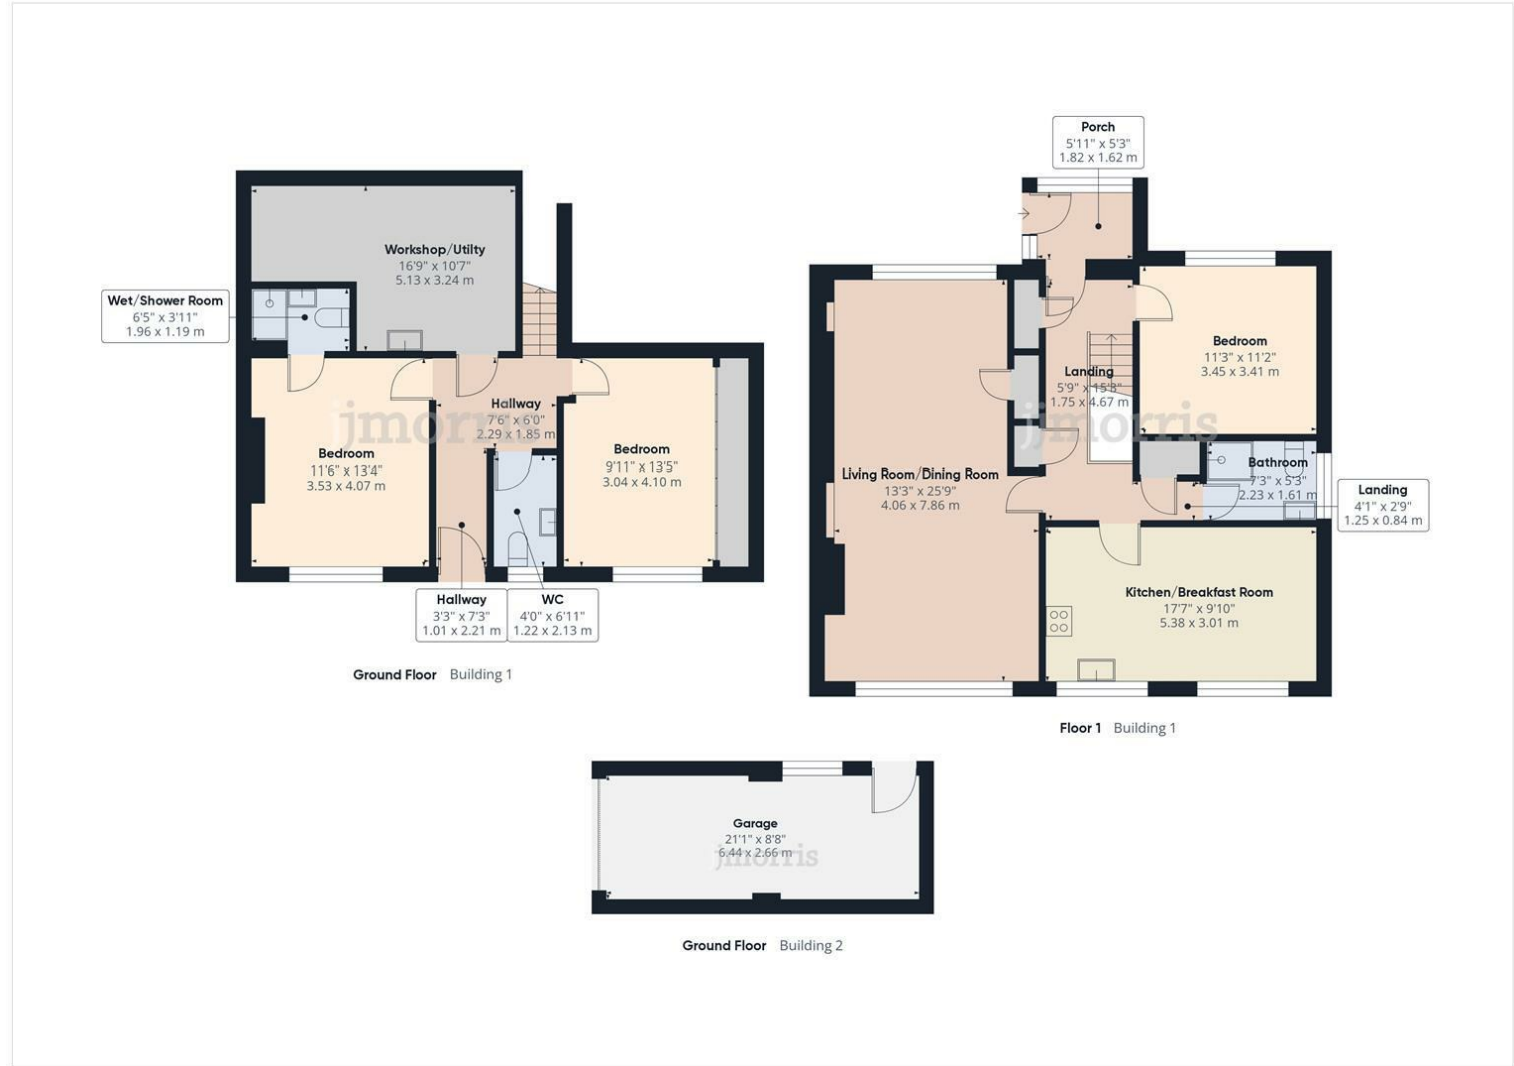 Porch
5'11" x 5'3"
1.82 x 1.62 m
Workshop/Utilty
16'9" x 10'7"
5.13 x 3.24 m
Wet/Shower Room
6'5" x 3'11"
1.96 x 1.19 m
Hallway
7'6" x 6'0"
2.29 x 1.85 m
Bedroom
11'6" x 13'4"
3.53 x 4.07 m
Bedroom
9'11" x 13'5"
3.04 x 4.10 m
jjmorris
Hallway
3'3" x 7'3"
1.01 x 2.21 m
WC
4'0" x 6'11"
1.22 x 2.13 m
Ground Floor Building 1
Bedroom
11'3" x 11'2"
3.45 x 3.41 m
Landing
5'9" x 15'3"
1.75 x 4.67 m
jjmorris
Living Room/Dining Room
13'3" x 25'9"
4.06 x 7.86 m
Bathroom
7'3" x 5'3"
2.23 x 1.61 m
Landing
4'1" x 2'9"
1.25 x 0.84 m
Kitchen/Breakfast Room
17'7" x 9'10"
5.38 x 3.01 m
Floor 1 Building 1
Garage
21'1" x 8'8"
6.44 x 2.66 m
jjmorris
Ground Floor Building 2